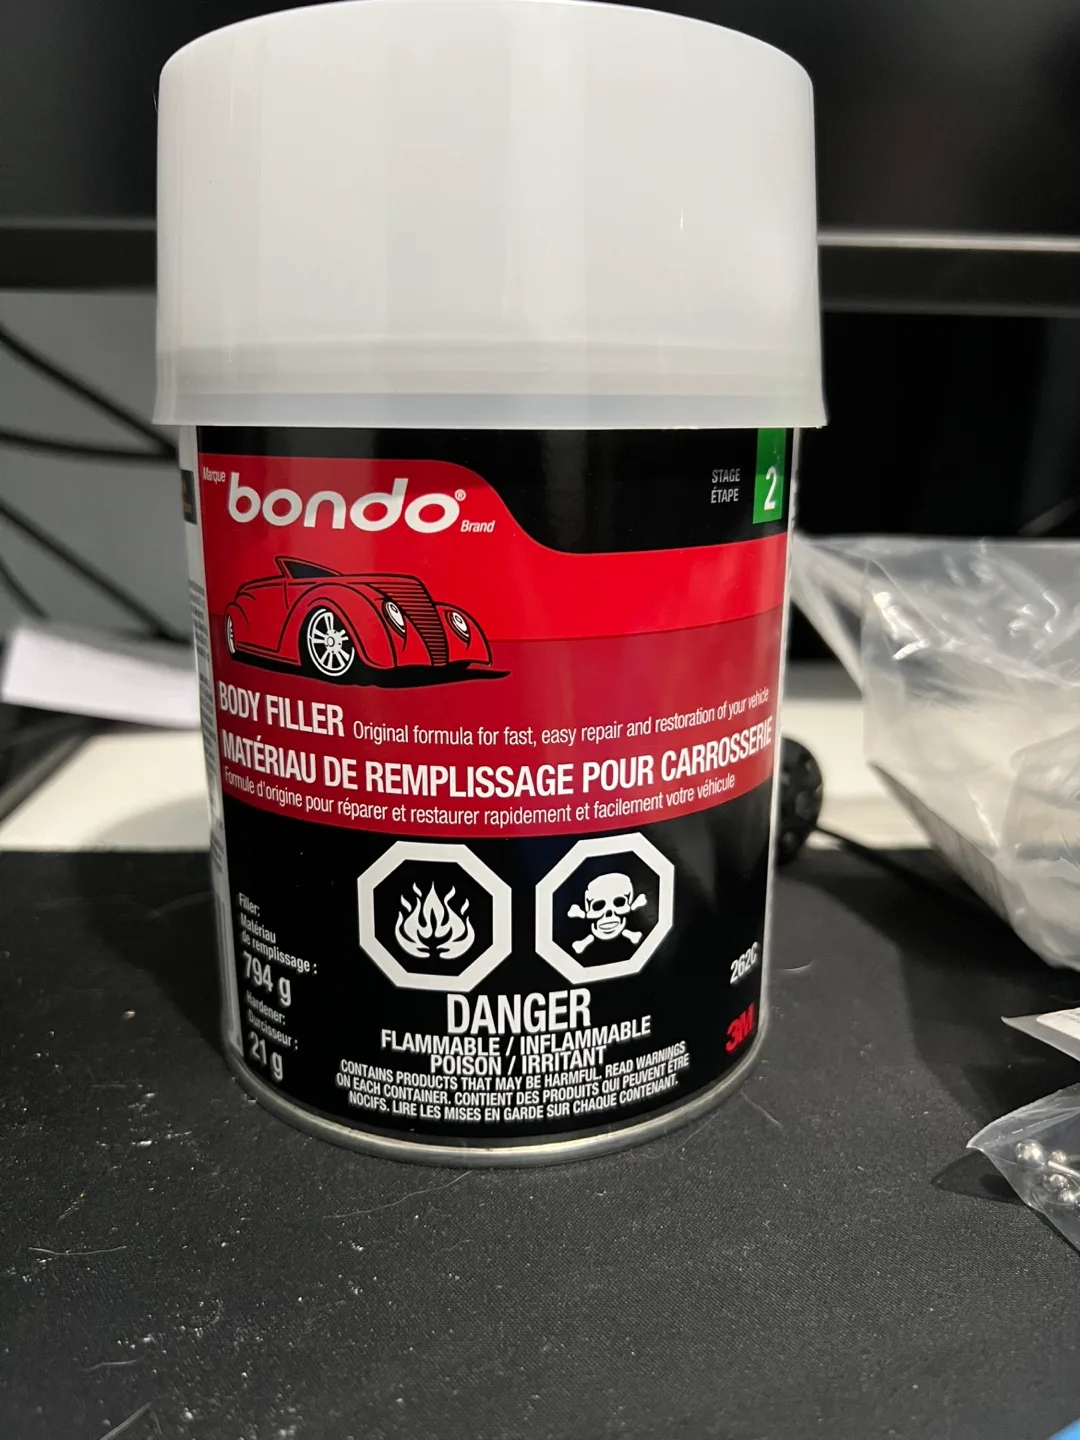 Marque
bondo®
Brand
STAGE
ÉTAPE
2
BODY FILLER Original formula for fast, easy repair and restoration of your vehicle
MATÉRIAU DE REMPLISSAGE POUR CARROSSERIE
Formule d'origine pour réparer et restaurer rapidement et facilement votre véhicule
Filler:
Matériau
de remplissage :
794 g
Hardener:
Durcisseur :
21 g
DANGER
FLAMMABLE / INFLAMMABLE
POISON / IRRITANT
CONTAINS PRODUCTS THAT MAY BE HARMFUL. READ WARNINGS
ON EACH CONTAINER. CONTIENT DES PRODUITS QUI PEUVENT ÊTRE
NOCIFS. LIRE LES MISES EN GARDE SUR CHAQUE CONTENANT.
262C
3M